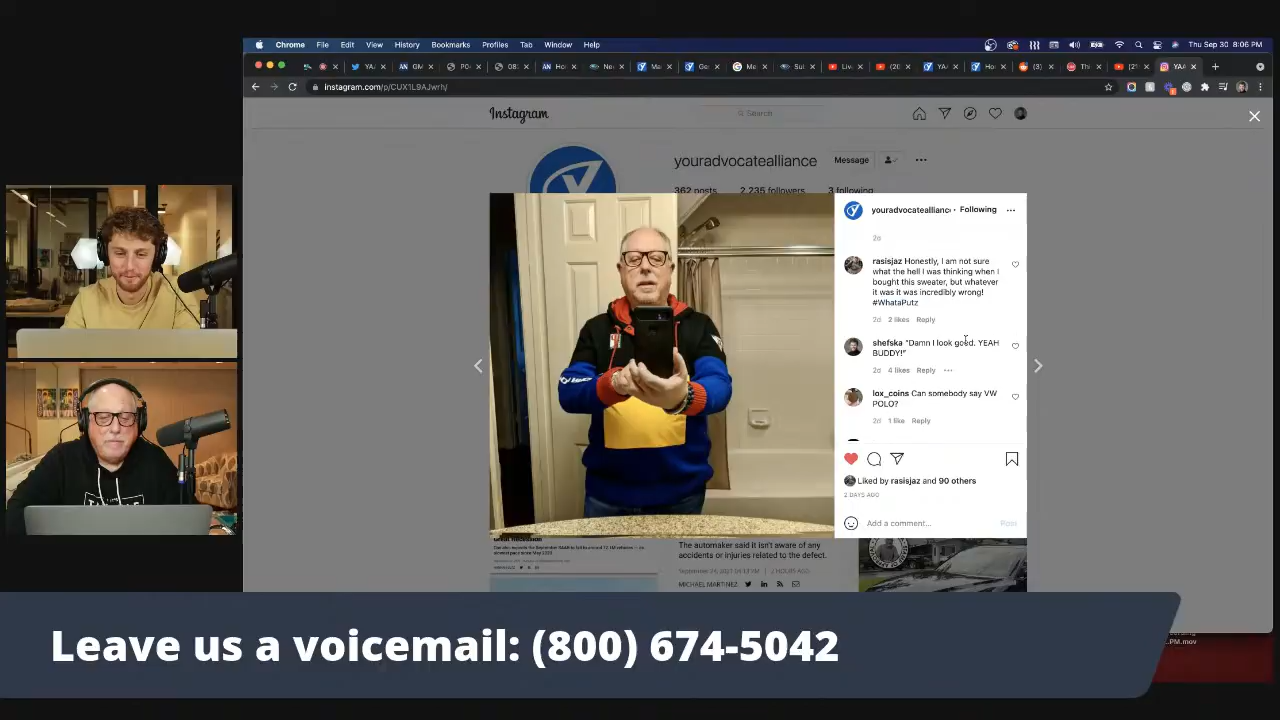 Chrome File Edit View History Bookmarks Profiles Tab Window Help
Thu Sep 30 8:06 PM
instagram.com/p/CUX1L9AJwrh/
Instagram
Search
youradvocatealliance
Message
362 posts 2,235 followers 3 following
Following
2d
rasisjaz Honestly, I am not sure
what the hell I was thinking when I
bought this sweater, but whatever
it was it was incredibly wrong!
#WhataPutz
2d 2 likes Reply
shefska "Damn I look good. YEAH
BUDDY!"
2d 4 likes Reply
lox_coins Can somebody say VW
POLO?
2d 1 like Reply
Liked by rasisjaz and 90 others
2 DAYS AGO
Add a comment... Post
The automaker said it isn't aware of any
accidents or injuries related to the defect.
MICHAEL MARTINEZ
.PM.mov
Leave us a voicemail: (800) 674-5042